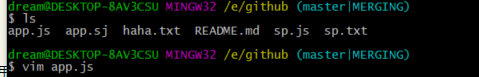 dream@DESKTOP-8AV3CSU MINGW32 /e/github (master|MERGING)
$ ls
app.js  app.sj  haha.txt  README.md  sp.js  sp.txt
dream@DESKTOP-8AV3CSU MINGW32 /e/github (master|MERGING)
$ vim app.js